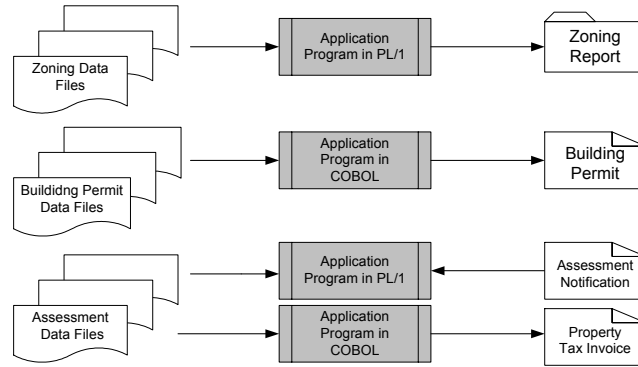 Zoning Data
Files
Application
Program in PL/1
Zoning
Report
Buildidng Permit
Data Files
Application
Program in
COBOL
Building
Permit
Assessment
Data Files
Application
Program in PL/1
Assessment
Notification
Application
Program in
COBOL
Property
Tax Invoice